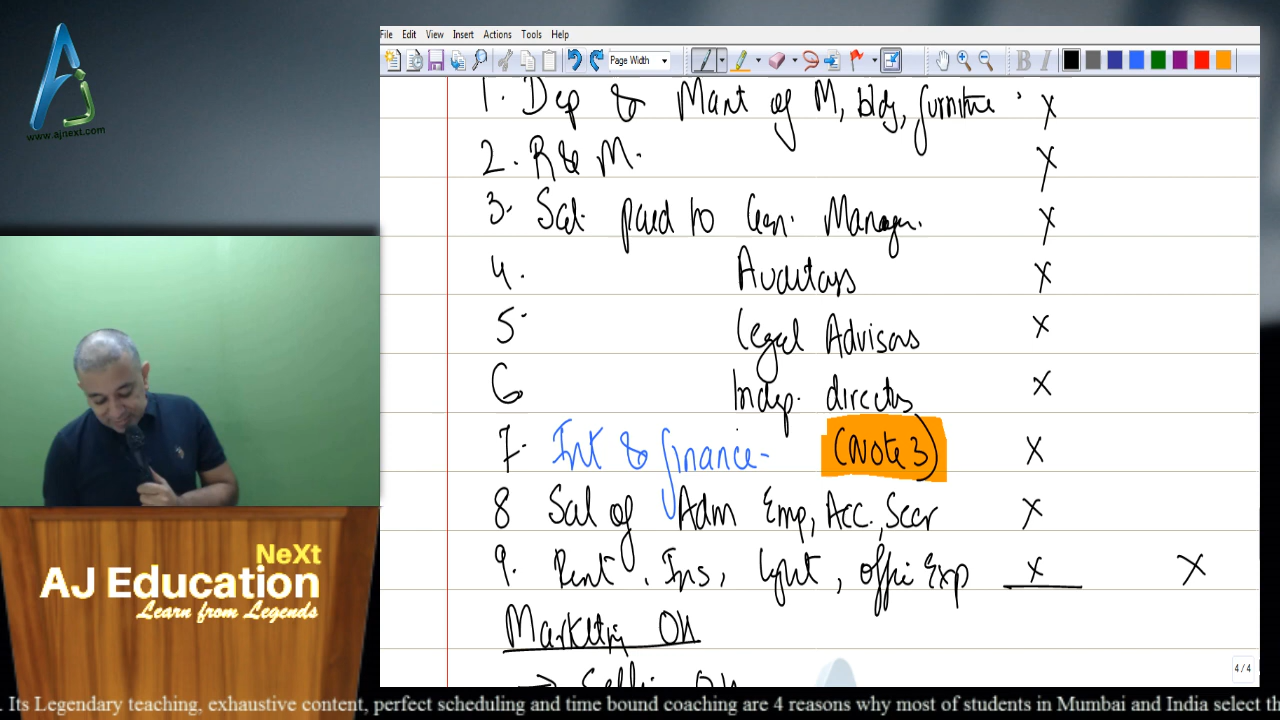 File Edit View Insert Actions Tools Help
Page Width
B I U
www.ajnext.com
1. Dep & Mant of M, bldg, furniture X
2. R & M. X
3. Sal. paid to Gen. Manager. X
4. Auditors X
5. Legal Advisors X
6 Indep. directors X
7. Int & finance- (Note 3) X
8 Sal of Adm Emp, Acc., Secr X
9. Rent, Ins, light, offi Exp X X
Marketing OH
→ OH
4/4
NeXt
AJ Education
Learn from Legends
. Its Legendary teaching, exhaustive content, perfect scheduling and time bound coaching are 4 reasons why most of students in Mumbai and India select th